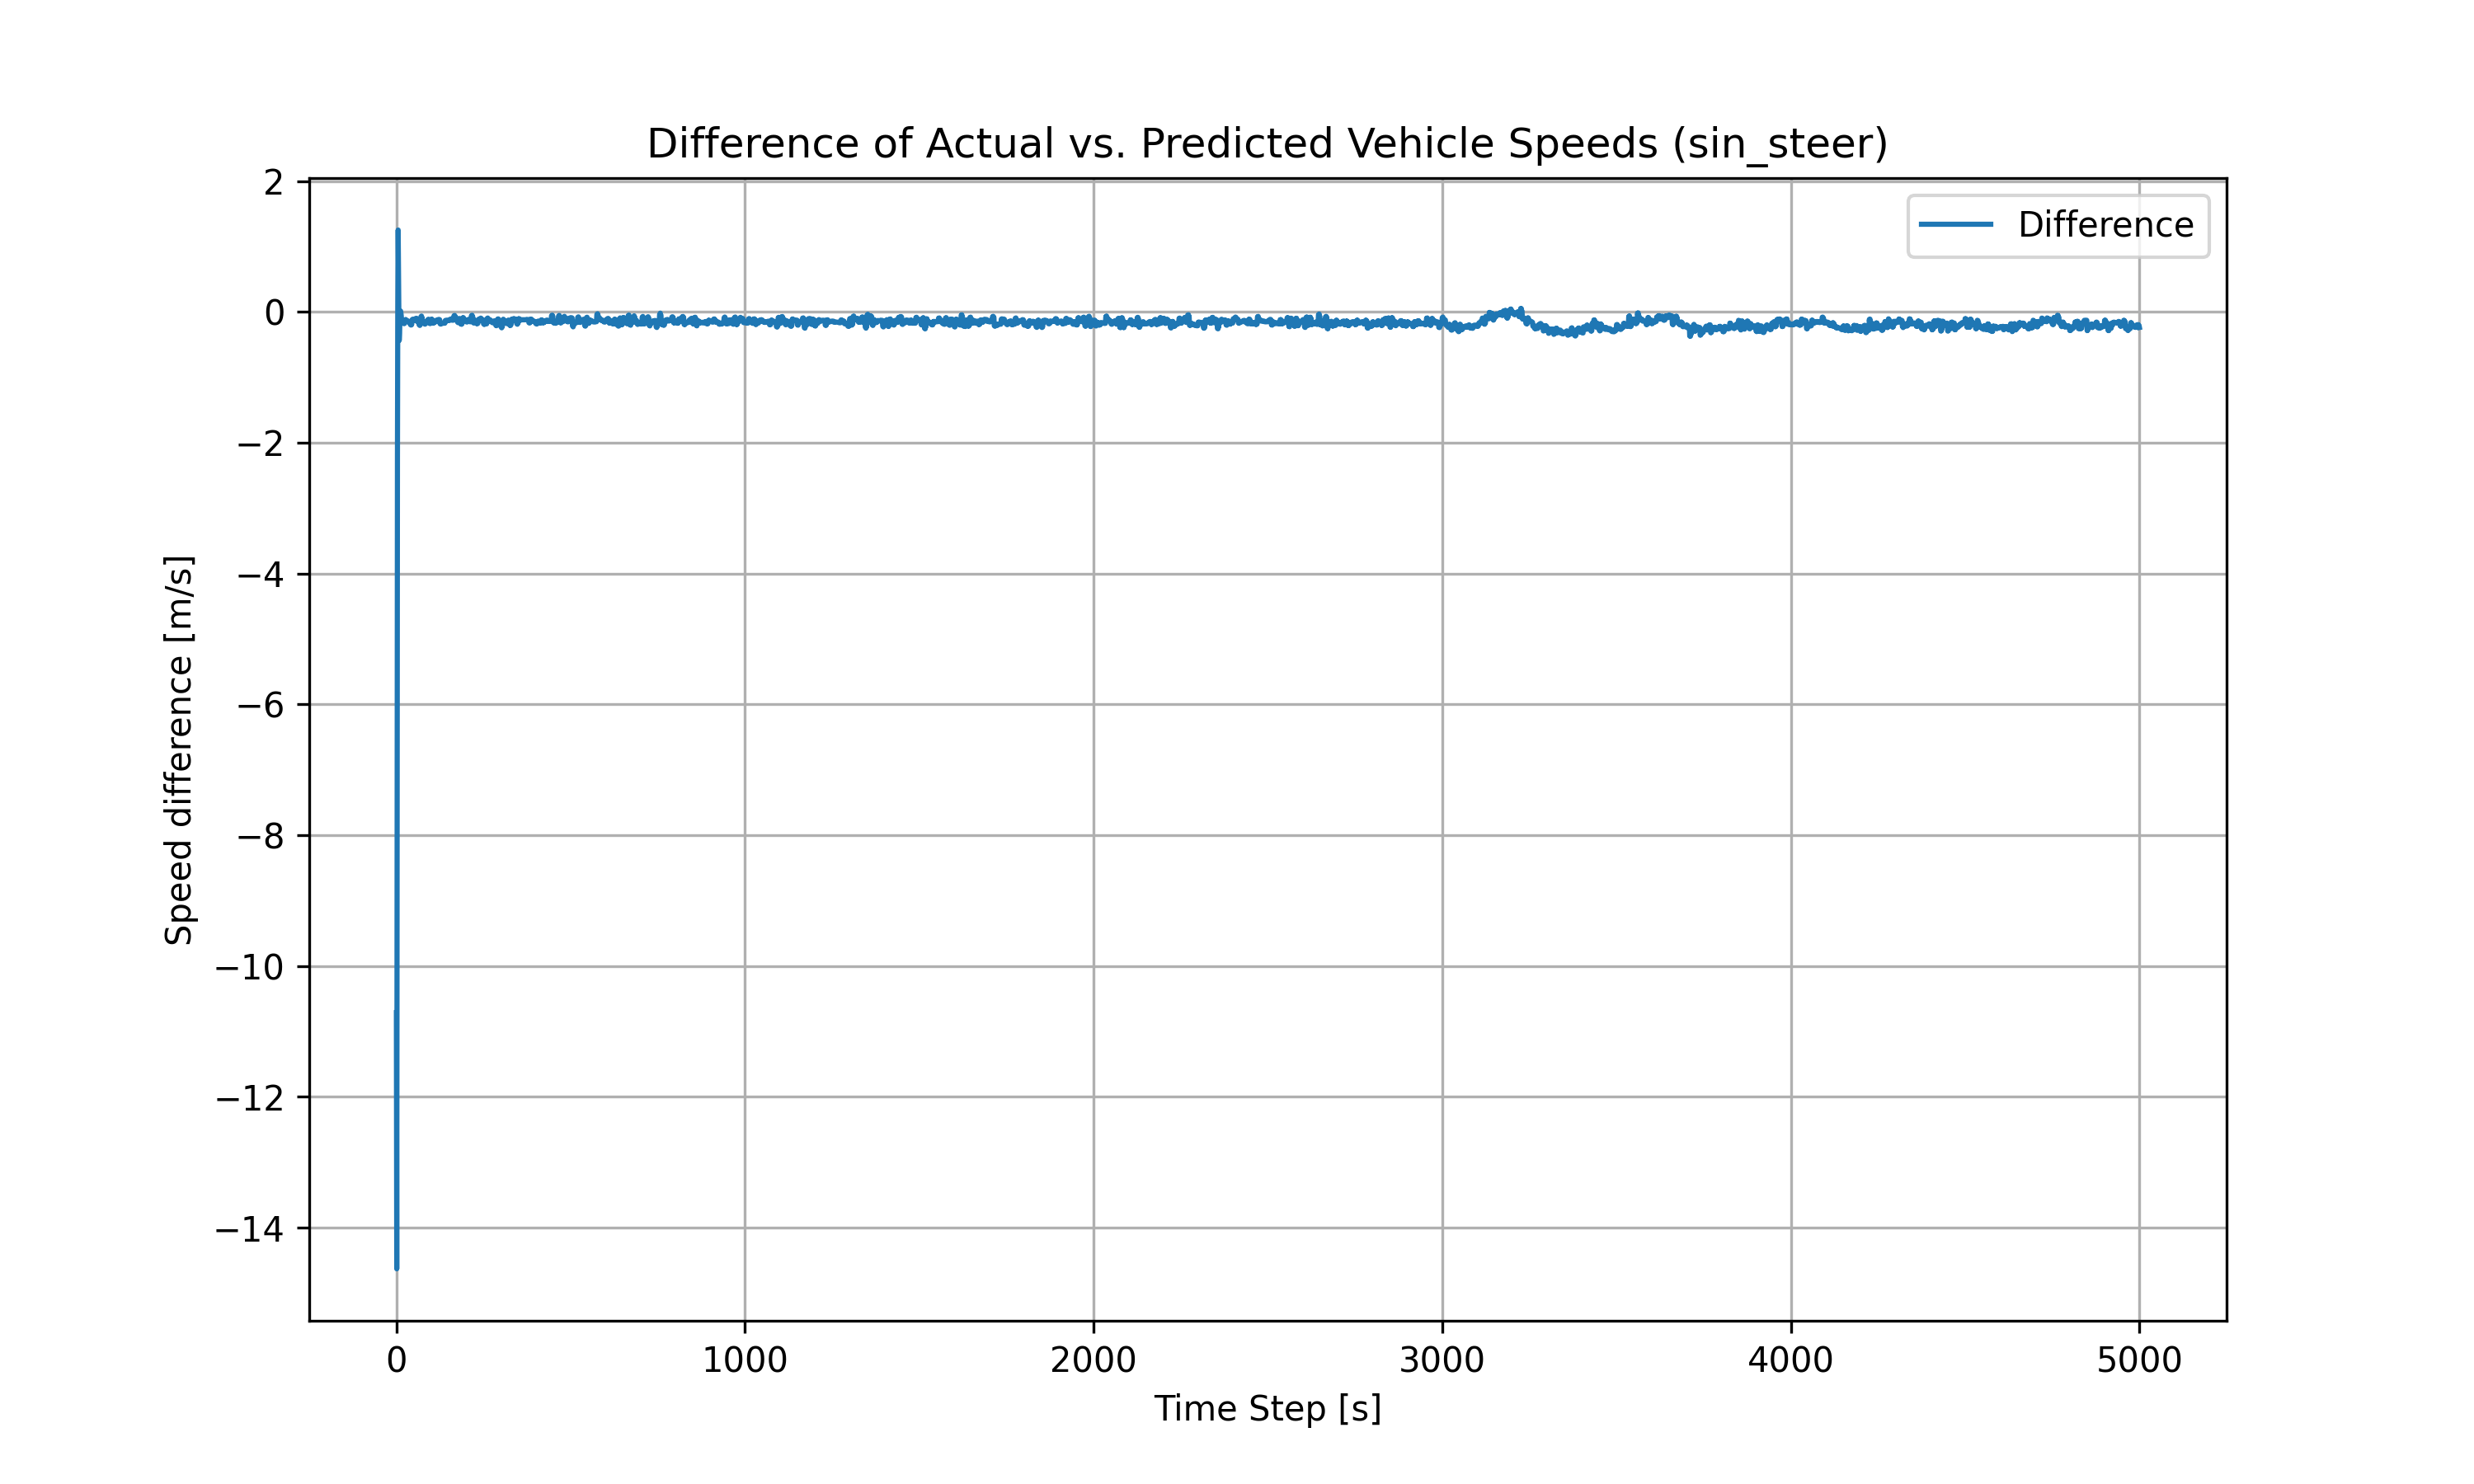 Difference of Actual vs. Predicted Vehicle Speeds (sin_steer)
Difference
Speed difference [m/s]
2
0
−2
−4
−6
−8
−10
−12
−14
0 1000 2000 3000 4000 5000
Time Step [s]